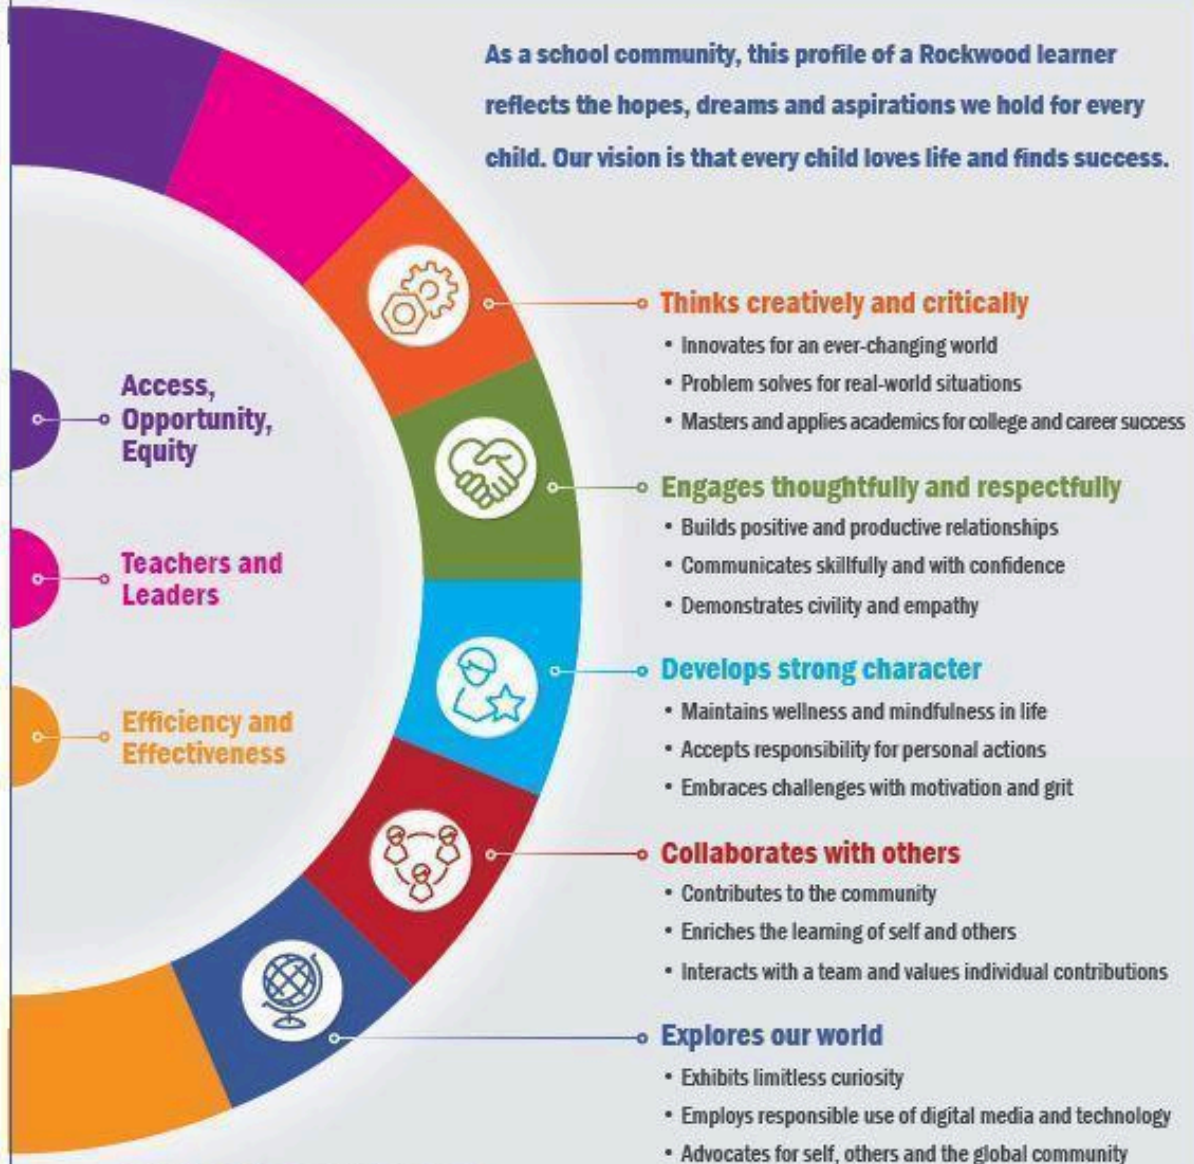 As a school community, this profile of a Rockwood learner
reflects the hopes, dreams and aspirations we hold for every
child. Our vision is that every child loves life and finds success.
Access,
Opportunity,
Equity
Teachers and
Leaders
Efficiency and
Effectiveness
Thinks creatively and critically
• Innovates for an ever-changing world
• Problem solves for real-world situations
• Masters and applies academics for college and career success
Engages thoughtfully and respectfully
• Builds positive and productive relationships
• Communicates skillfully and with confidence
• Demonstrates civility and empathy
Develops strong character
• Maintains wellness and mindfulness in life
• Accepts responsibility for personal actions
• Embraces challenges with motivation and grit
Collaborates with others
• Contributes to the community
• Enriches the learning of self and others
• Interacts with a team and values individual contributions
Explores our world
• Exhibits limitless curiosity
• Employs responsible use of digital media and technology
• Advocates for self, others and the global community